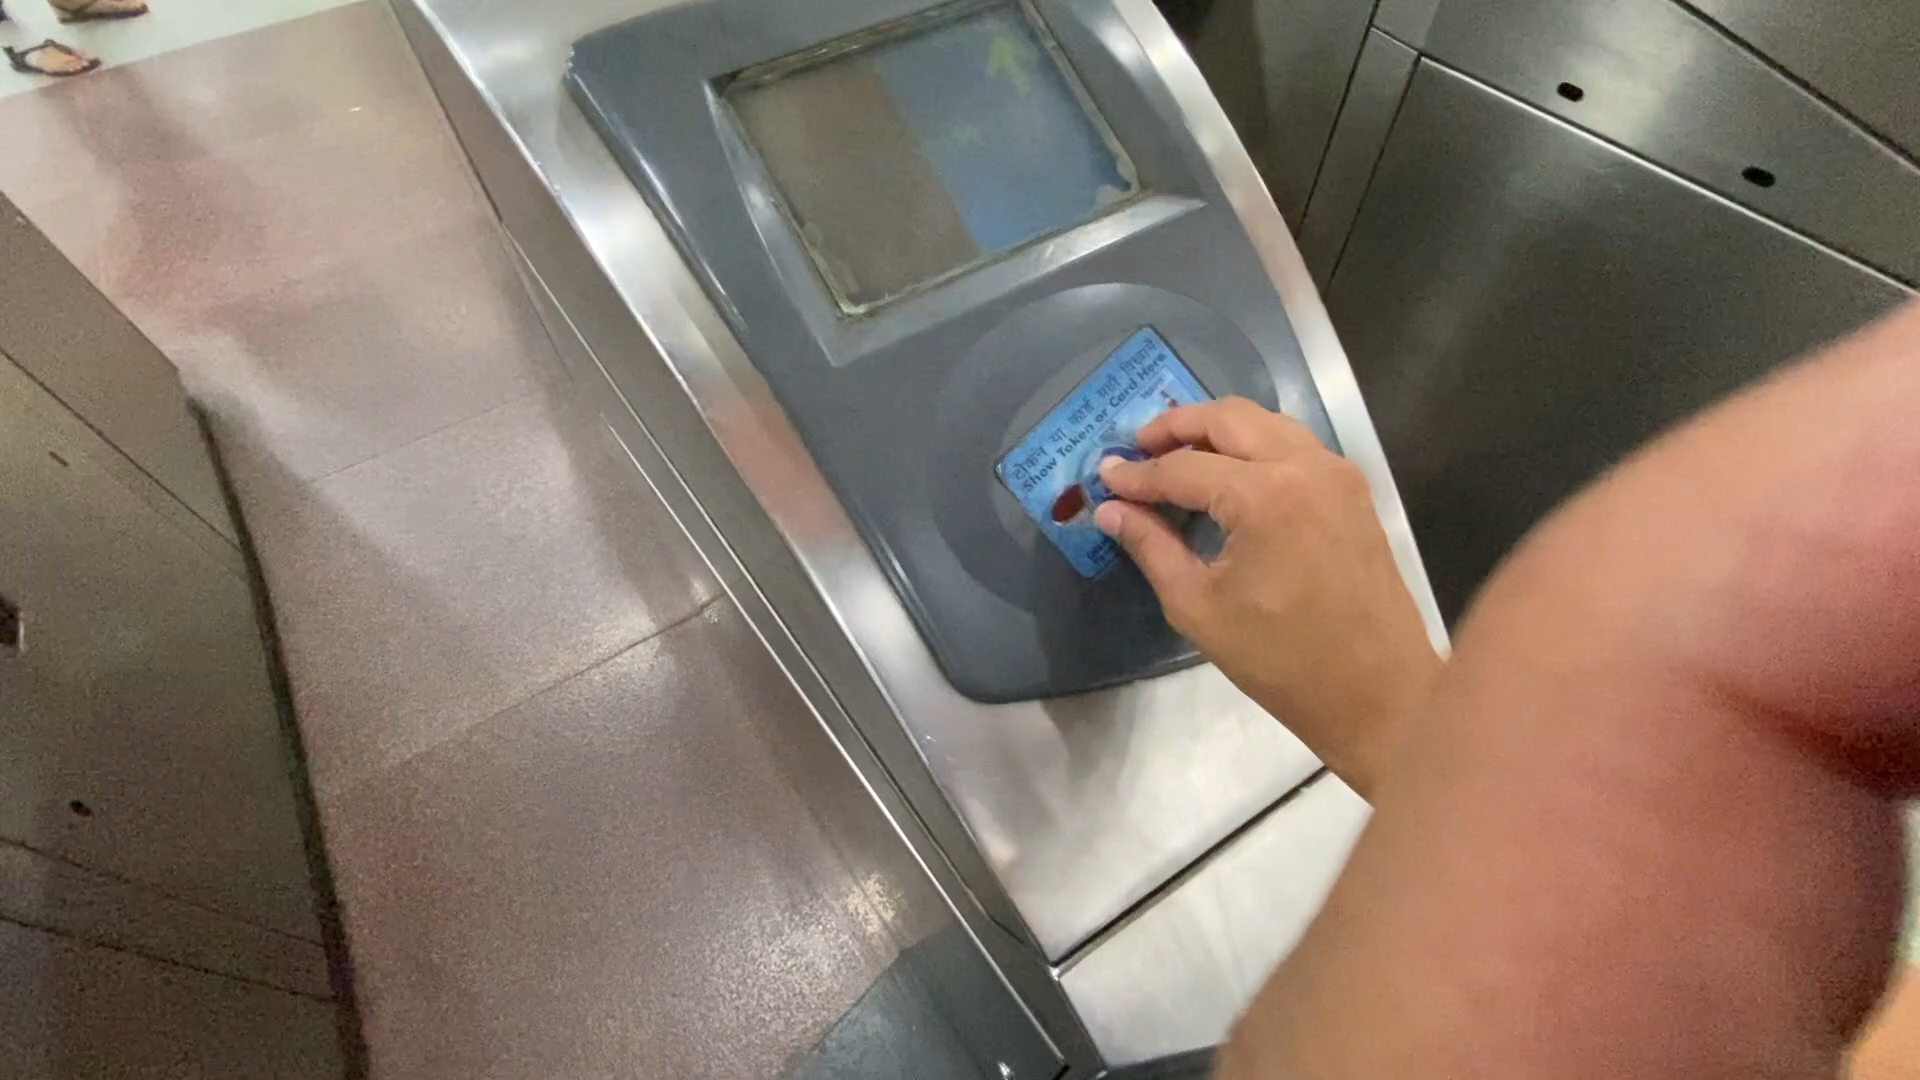 टोकन या कार्ड यहाँ दिखायें
Show Token or Card Here